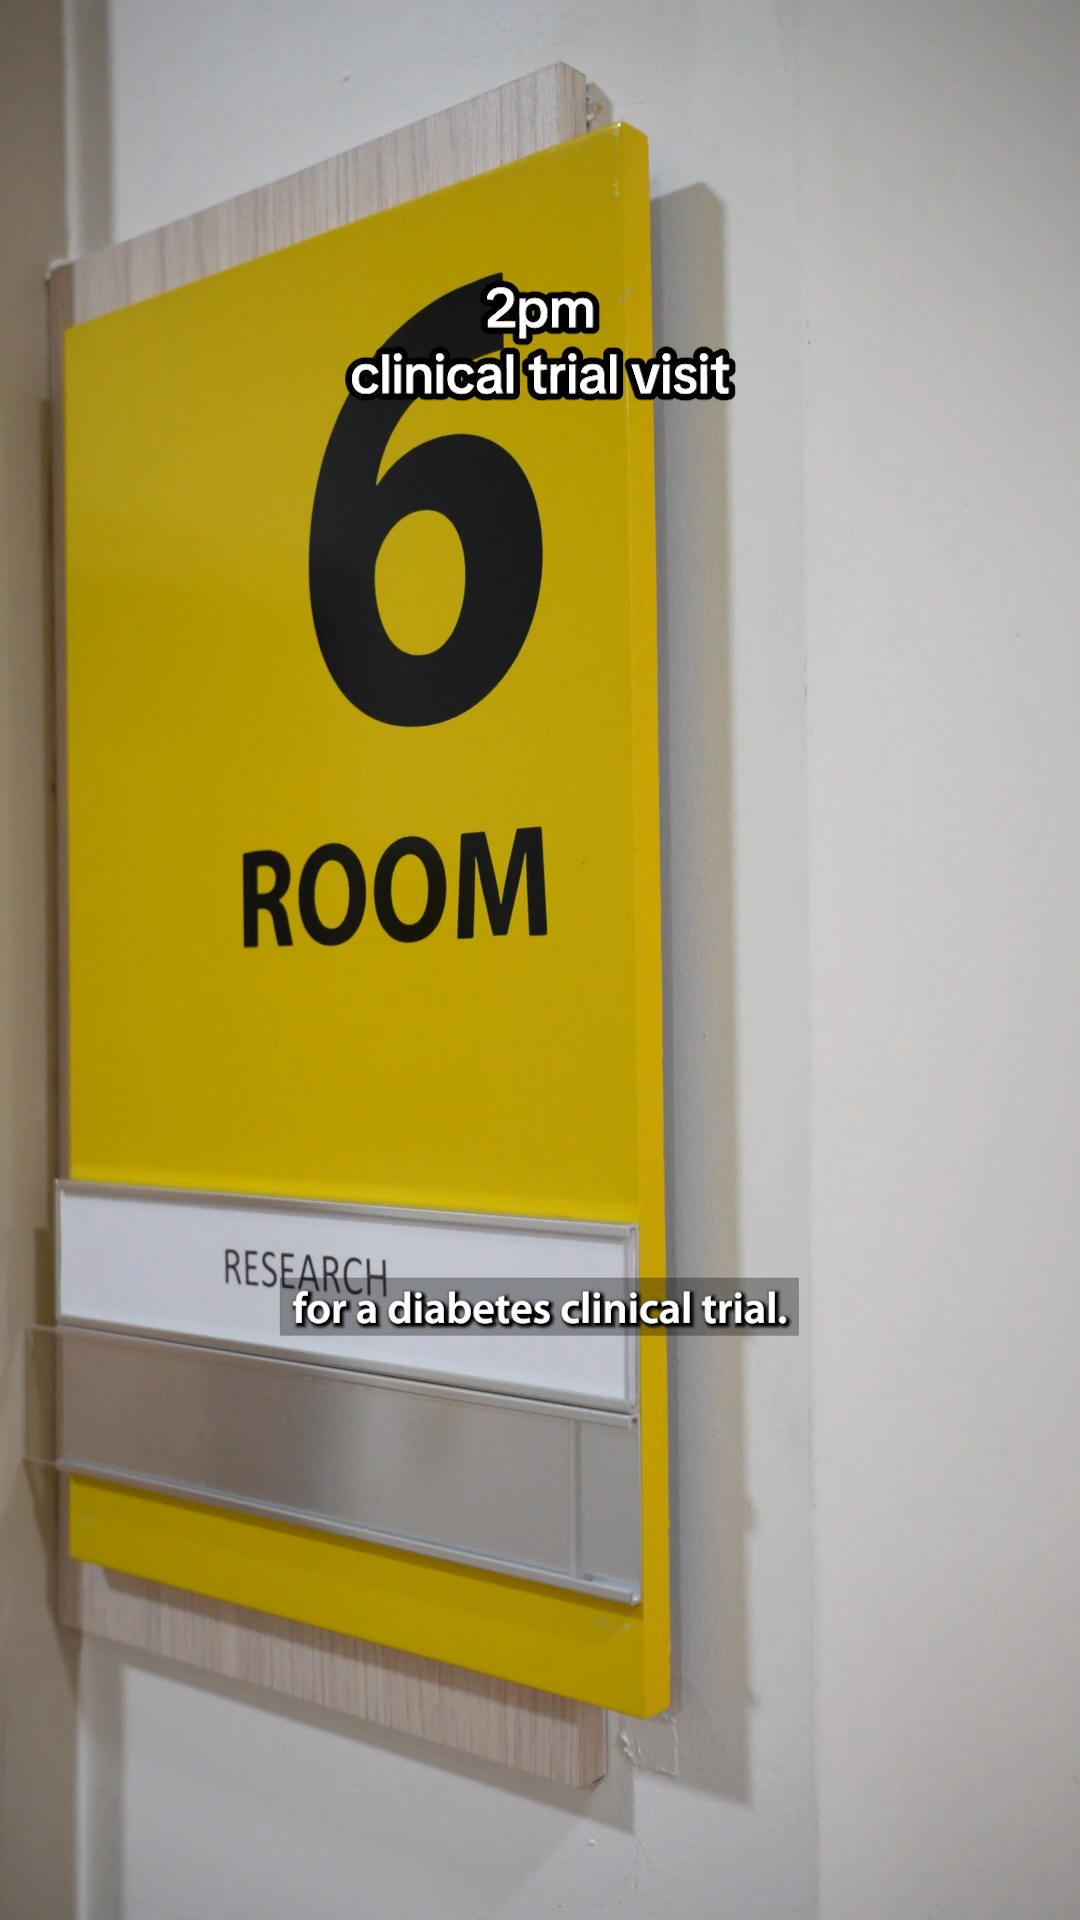 6
2pm
clinical trial visit
ROOM
RESEARCH
for a diabetes clinical trial.